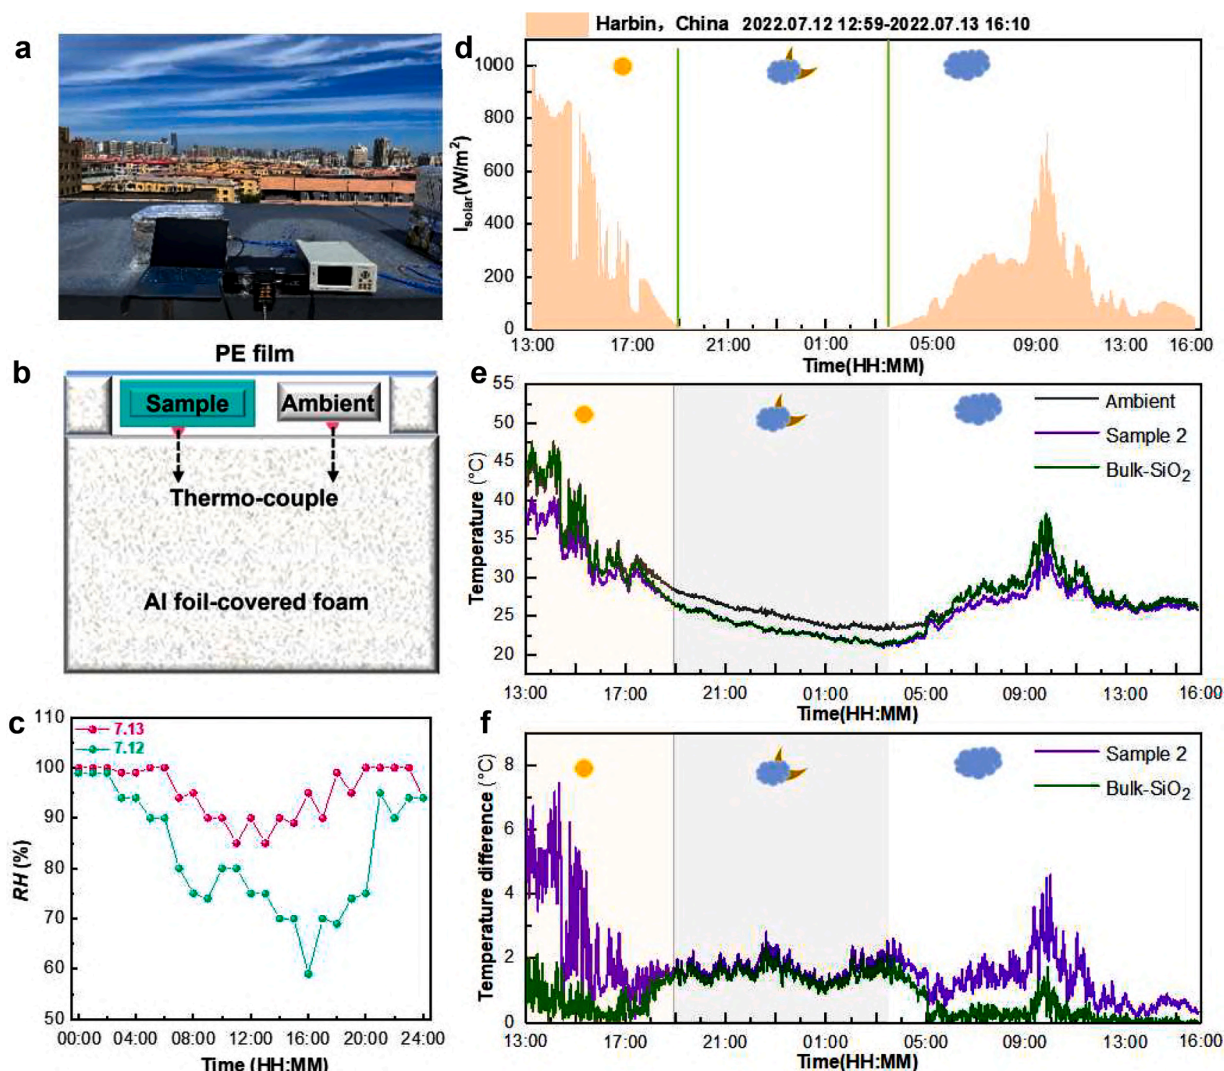 a
b
PE film
Sample
Ambient
Thermo-couple
Al foil-covered foam
c
7.13
7.12
RH (%)
110
100
90
80
70
60
50
00:00 04:00 08:00 12:00 16:00 20:00 24:00
Time (HH:MM)
d
Harbin，China 2022.07.12 12:59-2022.07.13 16:10
I solar (W/m²)
1000
800
600
400
200
0
13:00 17:00 21:00 01:00 05:00 09:00 13:00 16:00
Time(HH:MM)
e
Ambient
Sample 2
Bulk-SiO₂
Temperature (°C)
55
50
45
40
35
30
25
20
13:00 17:00 21:00 01:00 05:00 09:00 13:00 16:00
Time(HH:MM)
f
Sample 2
Bulk-SiO₂
Temperature difference (°C)
8
6
4
2
0
13:00 17:00 21:00 01:00 05:00 09:00 13:00 16:00
Time(HH:MM)